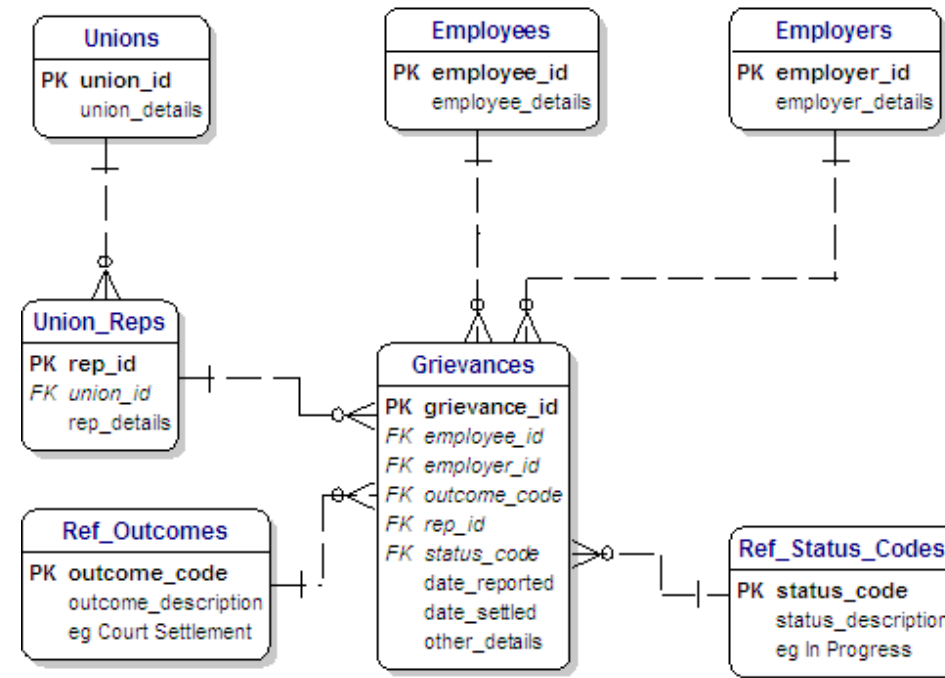 Unions
PK union_id
union_details
Employees
PK employee_id
employee_details
Employers
PK employer_id
employer_details
Union_Reps
PK rep_id
FK union_id
rep_details
Grievances
PK grievance_id
FK employee_id
FK employer_id
FK outcome_code
FK rep_id
FK status_code
date_reported
date_settled
other_details
Ref_Outcomes
PK outcome_code
outcome_description
eg Court Settlement
Ref_Status_Codes
PK status_code
status_description
eg In Progress